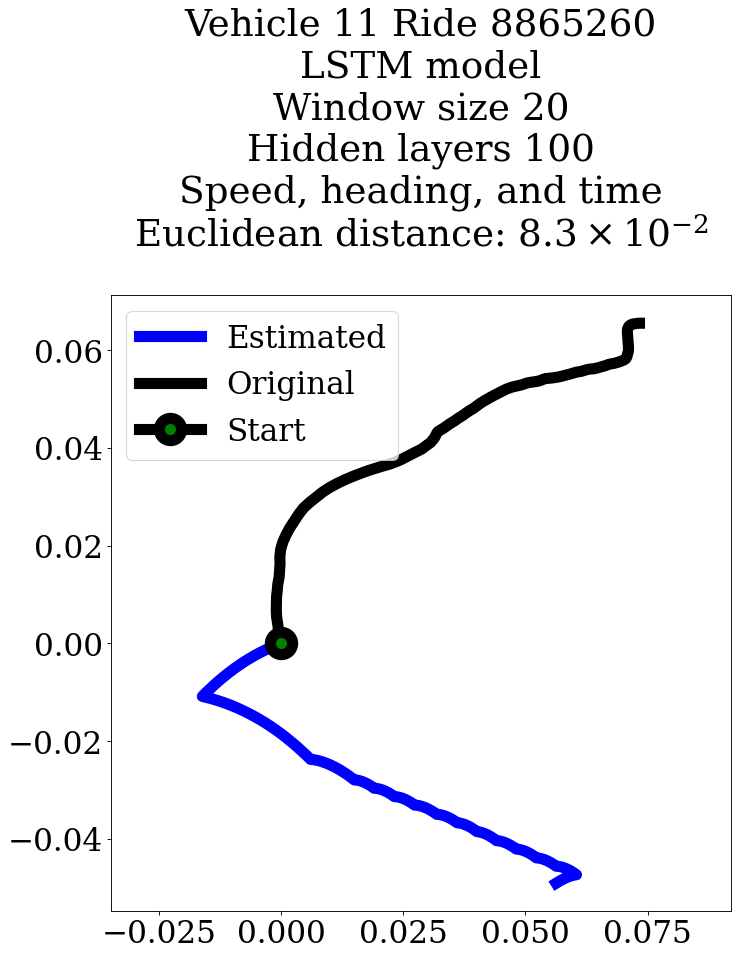 Vehicle 11 Ride 8865260
LSTM model
Window size 20
Hidden layers 100
Speed, heading, and time
Euclidean distance: 8.3 × 10⁻²
Estimated
Original
Start
0.06
0.04
0.02
0.00
−0.02
−0.04
−0.025 0.000 0.025 0.050 0.075